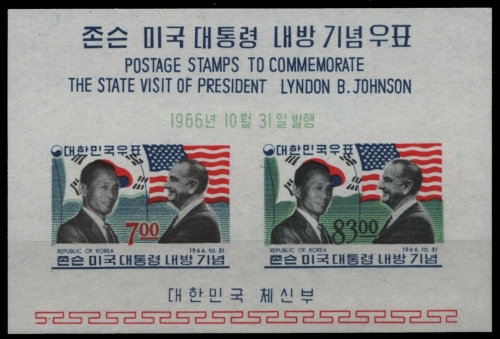 존슨 미국 대통령 내방 기념 우표
POSTAGE STAMPS TO COMMEMORATE
THE STATE VISIT OF PRESIDENT LYNDON B. JOHNSON
1966년 10월 31일 발행
대한민국우표
7.00
REPUBLIC OF KOREA 1966.10.31
존슨 미국 대통령 내방 기념
대한민국우표
83.00
REPUBLIC OF KOREA 1966.10.31
존슨 미국 대통령 내방 기념
대한민국 체신부